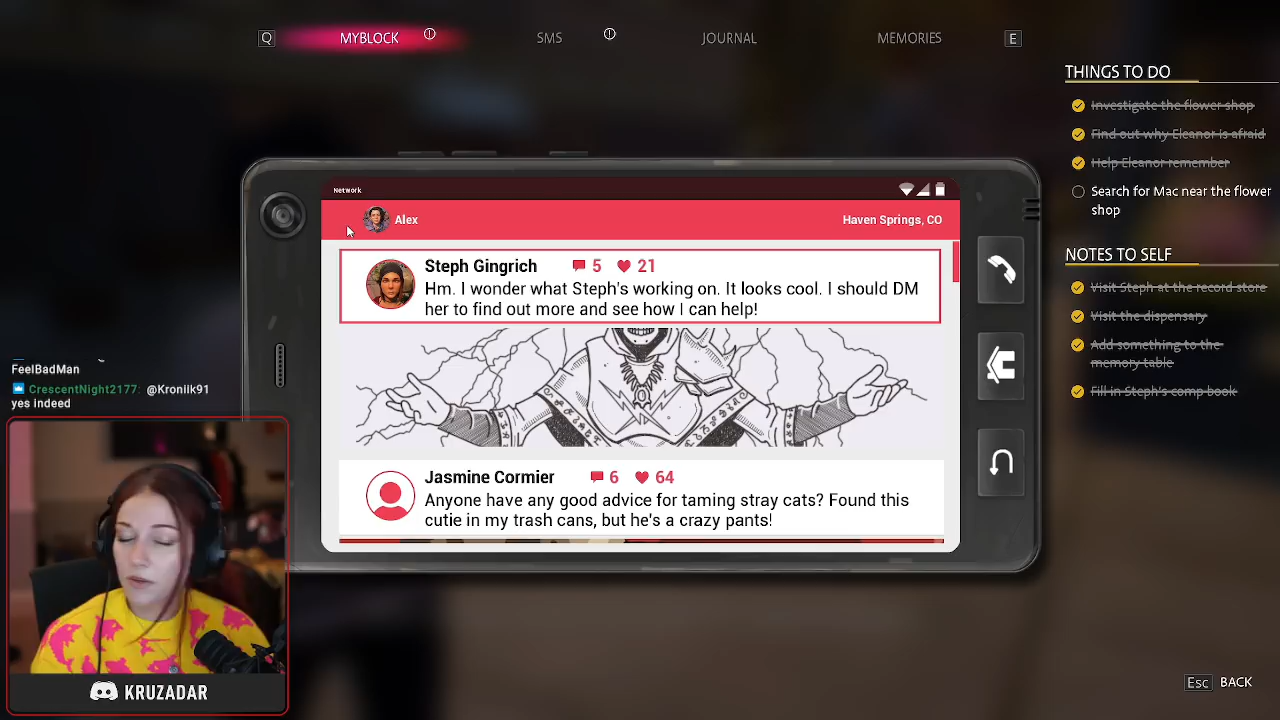 Q
MYBLOCK
SMS
JOURNAL
MEMORIES
E
THINGS TO DO
Investigate the flower shop
Find out why Eleanor is afraid
Help Eleanor remember
Search for Mac near the flower
shop
NOTES TO SELF
Visit Steph at the record store
Visit the dispensary
Add something to the
memory table
Fill in Steph's comp book
Network
Alex
Haven Springs, CO
Steph Gingrich 5 21
Hm. I wonder what Steph's working on. It looks cool. I should DM
her to find out more and see how I can help!
Jasmine Cormier 6 64
Anyone have any good advice for taming stray cats? Found this
cutie in my trash cans, but he's a crazy pants!
FeelBadMan
CrescentNight2177: @Kroniik91
yes indeed
KRUZADAR
Esc BACK